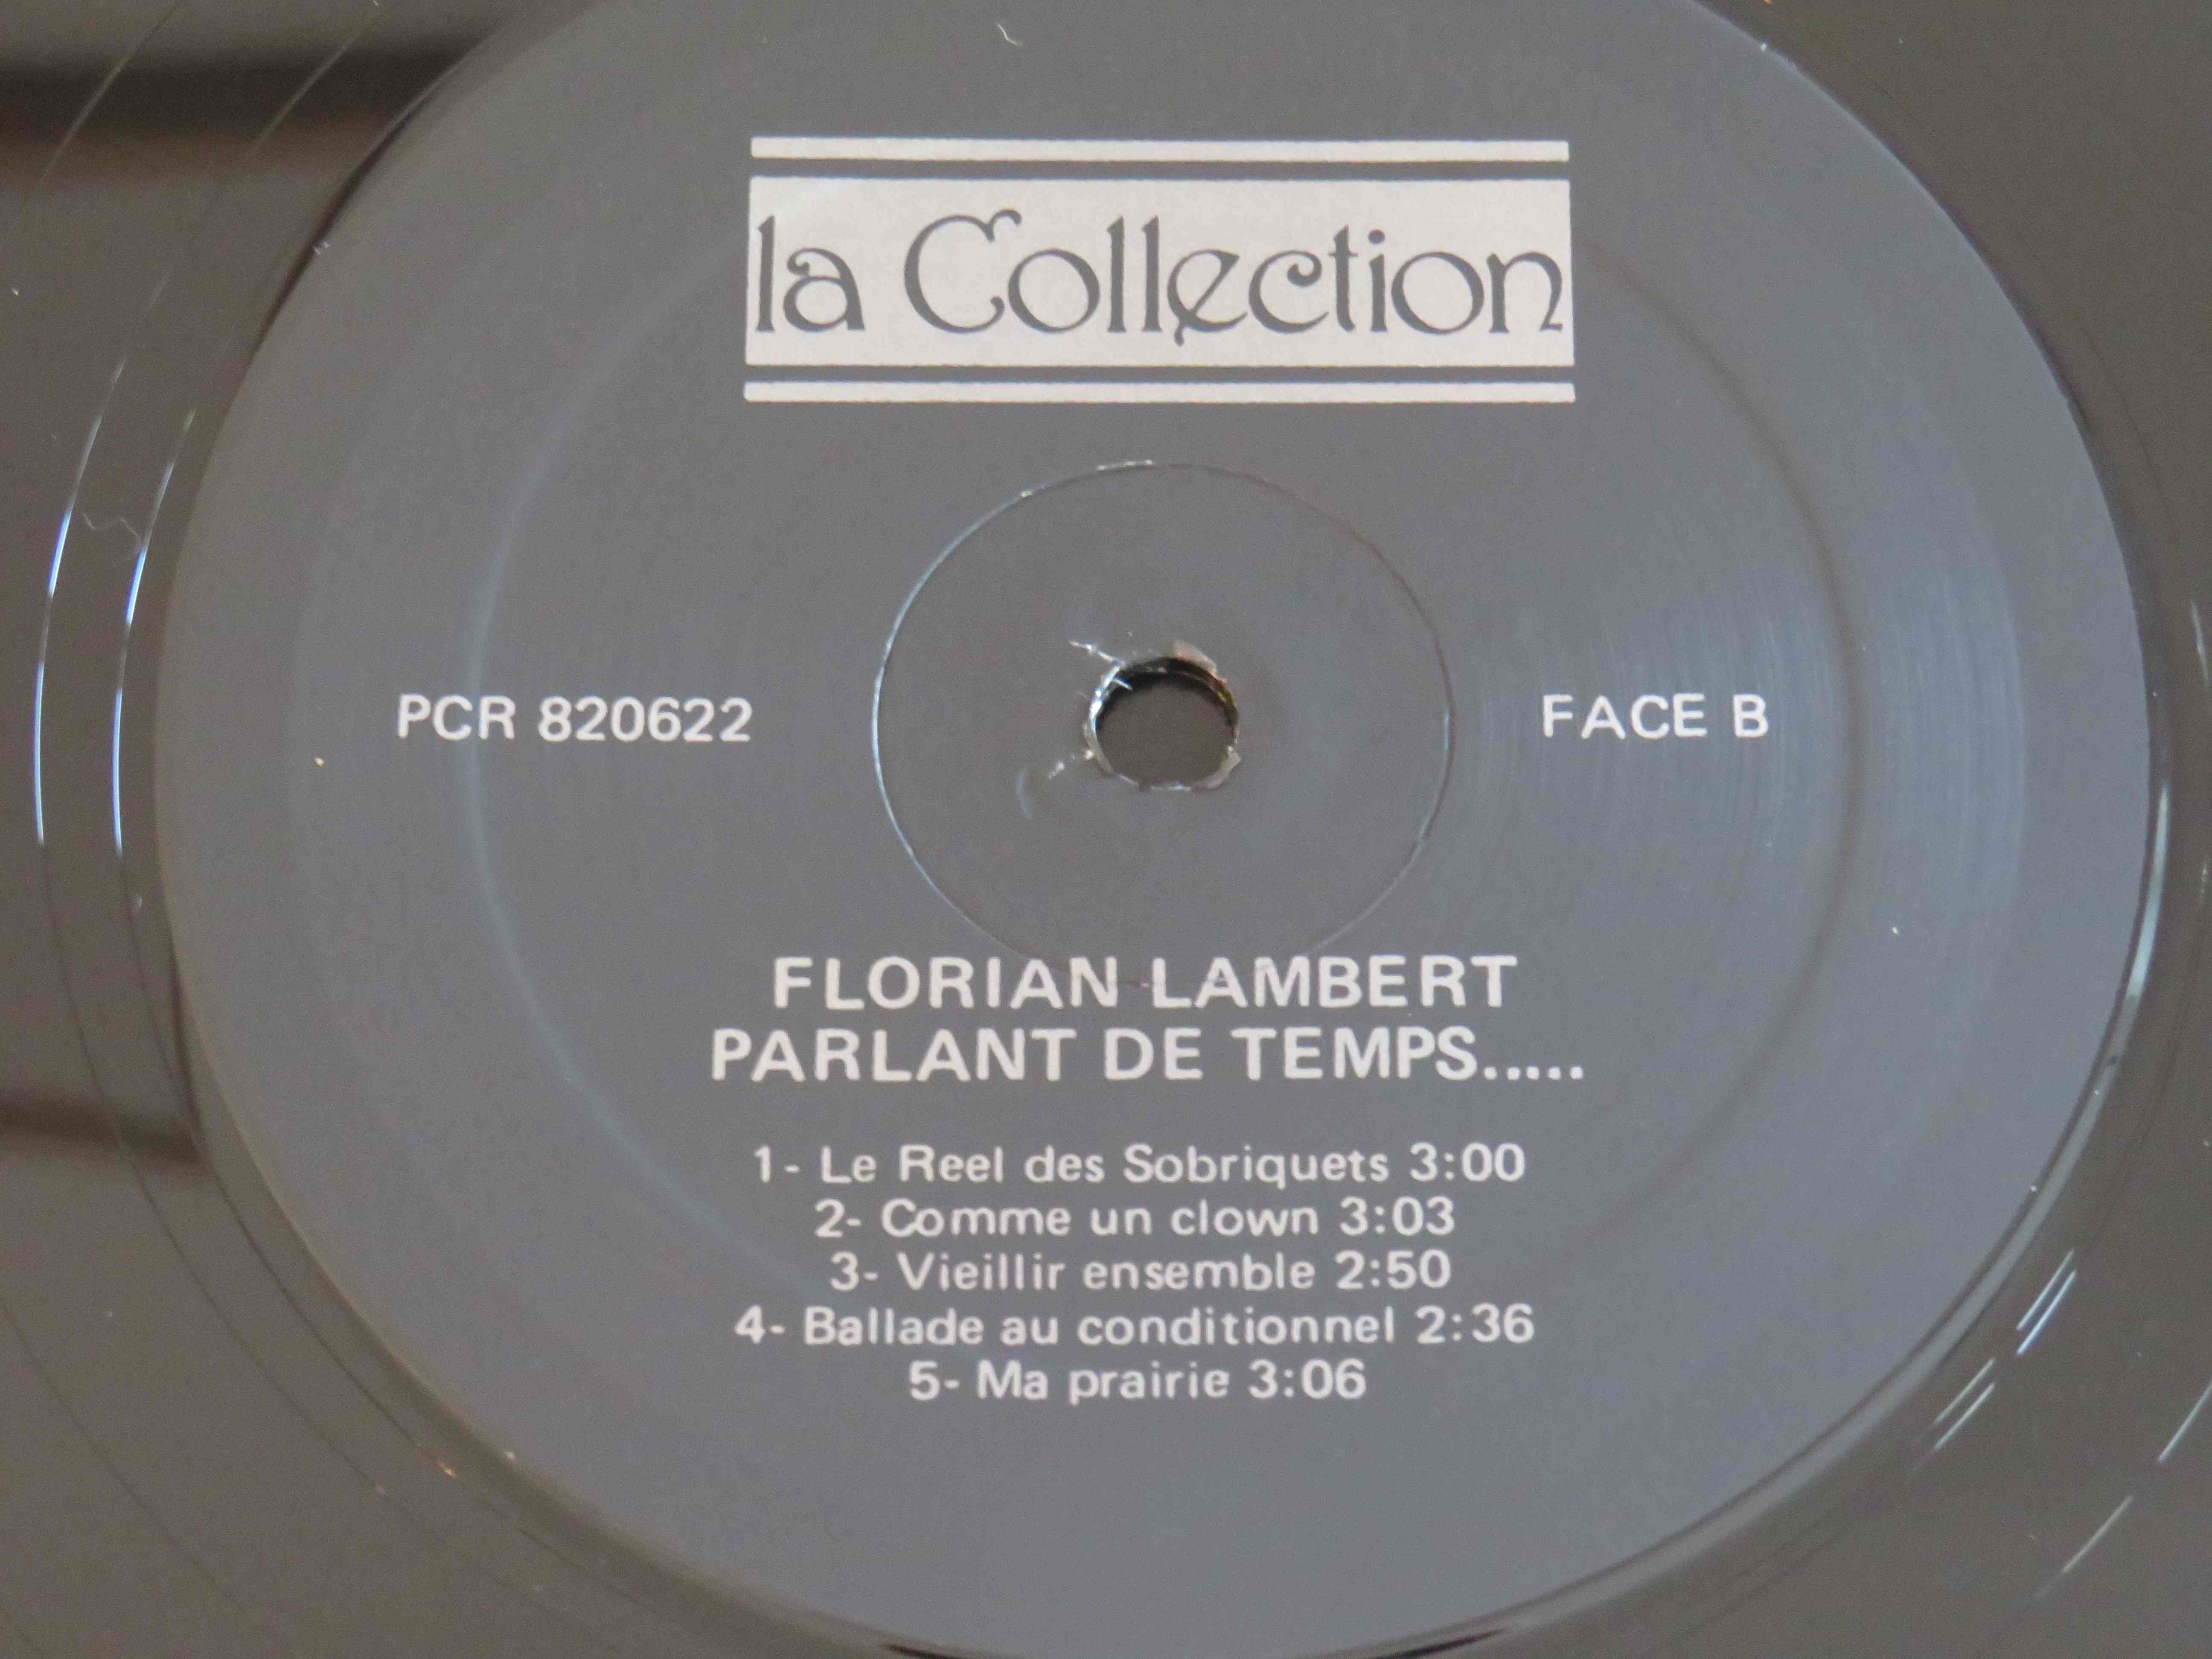 la Collection
PCR 820622
FACE B
FLORIAN LAMBERT
PARLANT DE TEMPS.....
1- Le Reel des Sobriquets 3:00
2- Comme un clown 3:03
3- Vieillir ensemble 2:50
4- Ballade au conditionnel 2:36
5- Ma prairie 3:06